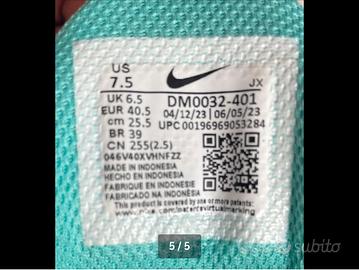 US
7.5
JX
UK 6.5
EUR 40.5
cm 25.5
BR 39
CN 255(2.5)
DM0032-401
04/12/23 | 06/05/23
UPC 00196969053284
046V40XVHNFZZ
MADE IN INDONESIA
HECHO EN INDONESIA
FABRIQUE EN INDONESIE
FABRICADO NA INDONÉSIA
This product is covered by one or more patents:
5/5
subito